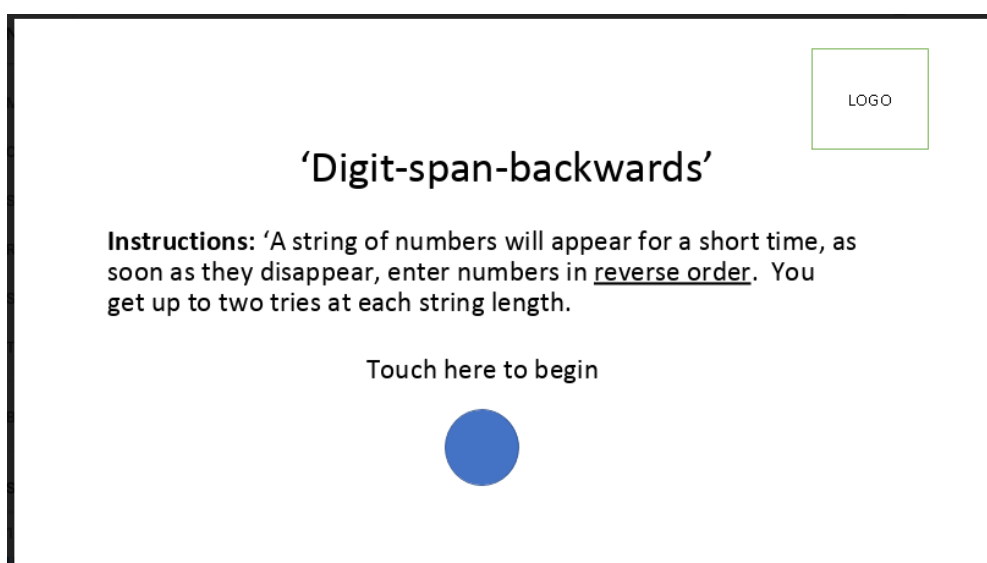 LOGO
‘Digit-span-backwards’
Instructions: ‘A string of numbers will appear for a short time, as
soon as they disappear, enter numbers in reverse order.  You
get up to two tries at each string length.
Touch here to begin